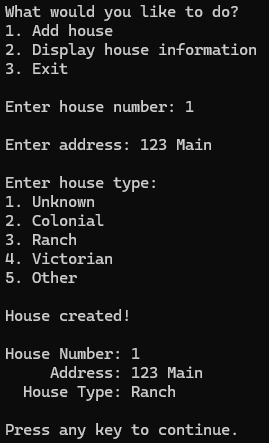 What would you like to do?
1. Add house
2. Display house information
3. Exit
Enter house number: 1
Enter address: 123 Main
Enter house type:
1. Unknown
2. Colonial
3. Ranch
4. Victorian
5. Other
House created!
House Number: 1
Address: 123 Main
House Type: Ranch
Press any key to continue.